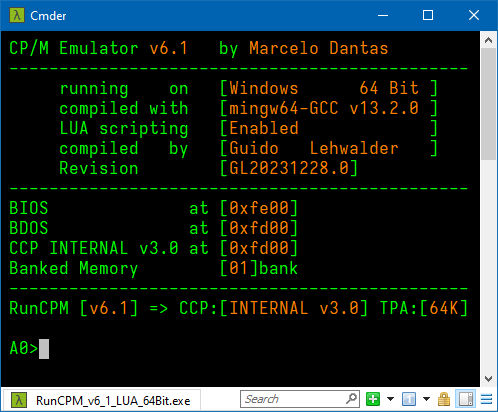 Cmder
CP/M Emulator v6.1   by Marcelo Dantas
----------------------------------------------
     running    on   [Windows     64 Bit ]
     compiled with   [mingw64-GCC v13.2.0 ]
     LUA scripting   [Enabled             ]
     compiled   by   [Guido   Lehwalder   ]
     Revision        [GL20231228.0]
----------------------------------------------
BIOS              at [0xfe00]
BDOS              at [0xfd00]
CCP INTERNAL v3.0 at [0xfd00]
Banked Memory        [01]bank
----------------------------------------------
RunCPM [v6.1] => CCP:[INTERNAL v3.0] TPA:[64K]
A0>
RunCPM_v6_1_LUA_64Bit.exe Search